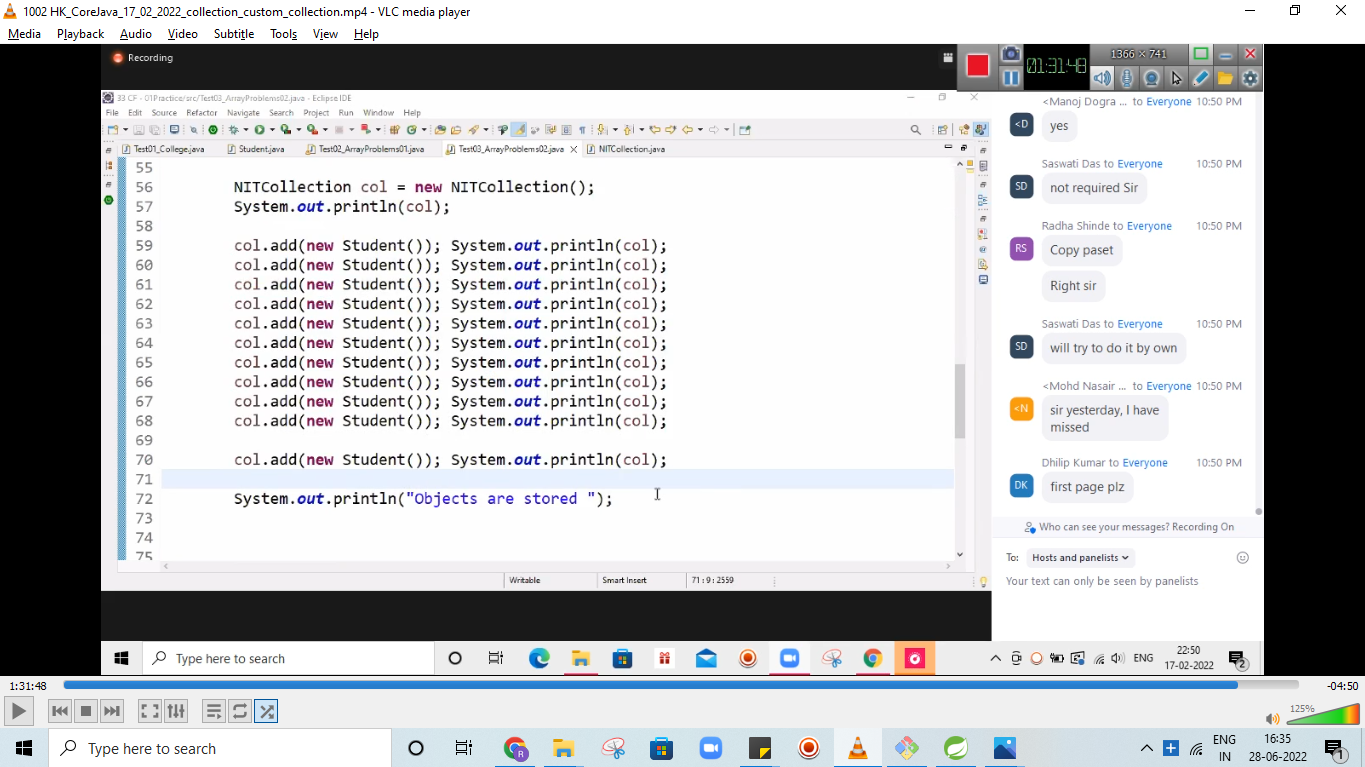 1002 HK_CoreJava_17_02_2022_collection_custom_collection.mp4 - VLC media player
Media Playback Audio Video Subtitle Tools View Help
Recording
1366 × 741
01:31:48
33 CF - 01Practice/src/Test03_ArrayProblems02.java - Eclipse IDE
File Edit Source Refactor Navigate Search Project Run Window Help
Test01_College.java Student.java Test02_ArrayProblems01.java Test03_ArrayProblems02.java NITCollection.java
55
56 NITCollection col = new NITCollection();
57 System.out.println(col);
58
59 col.add(new Student()); System.out.println(col);
60 col.add(new Student()); System.out.println(col);
61 col.add(new Student()); System.out.println(col);
62 col.add(new Student()); System.out.println(col);
63 col.add(new Student()); System.out.println(col);
64 col.add(new Student()); System.out.println(col);
65 col.add(new Student()); System.out.println(col);
66 col.add(new Student()); System.out.println(col);
67 col.add(new Student()); System.out.println(col);
68 col.add(new Student()); System.out.println(col);
69
70 col.add(new Student()); System.out.println(col);
71
72 System.out.println("Objects are stored ");
73
74
75
Writable Smart Insert 71 : 9 : 2559
<Manoj Dogra ... to Everyone 10:50 PM
<D yes
Saswati Das to Everyone 10:50 PM
SD not required Sir
Radha Shinde to Everyone 10:50 PM
RS Copy paset
Right sir
Saswati Das to Everyone 10:50 PM
SD will try to do it by own
<Mohd Nasair ... to Everyone 10:50 PM
<N sir yesterday, I have
missed
Dhilip Kumar to Everyone 10:50 PM
DK first page plz
Who can see your messages? Recording On
To: Hosts and panelists
Your text can only be seen by panelists
Type here to search
ENG
22:50
17-02-2022
2
1:31:48
-04:50
125%
Type here to search
R
ENG
IN
16:35
28-06-2022
1